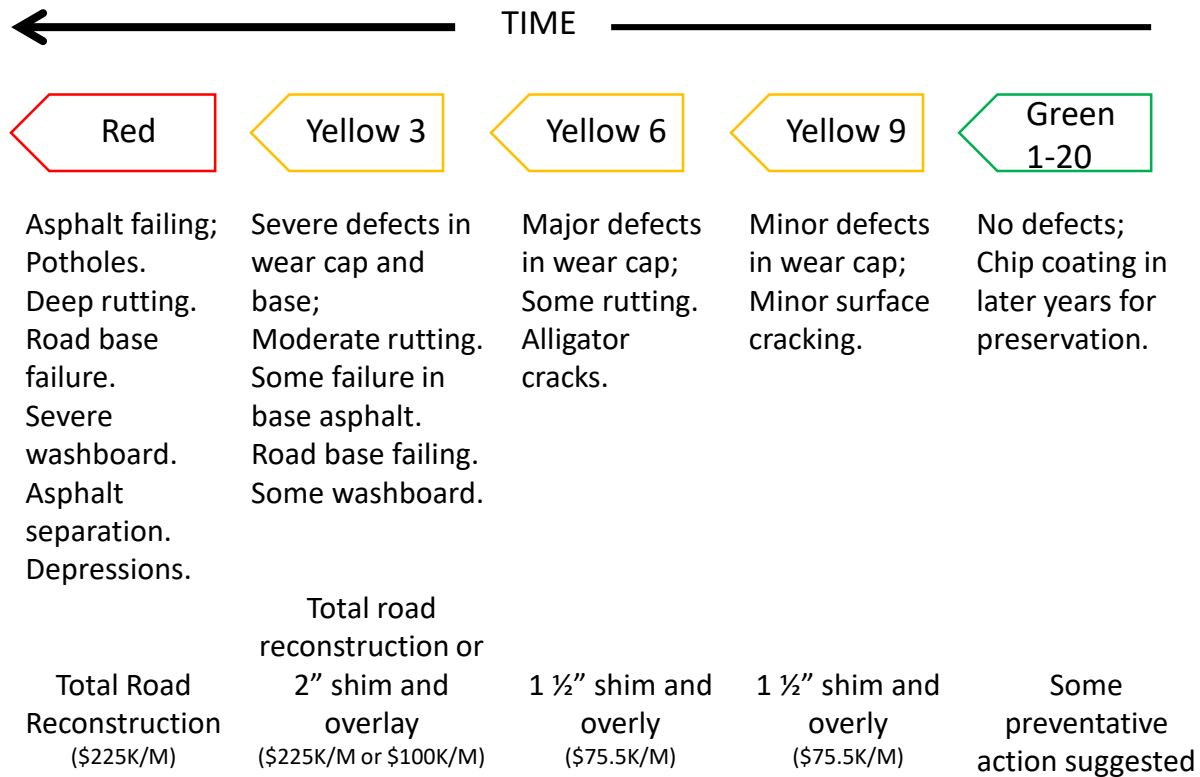 TIME
Red
Yellow 3
Yellow 6
Yellow 9
Green
1-20
Asphalt failing;
Potholes.
Deep rutting.
Road base
failure.
Severe
washboard.
Asphalt
separation.
Depressions.
Severe defects in
wear cap and
base;
Moderate rutting.
Some failure in
base asphalt.
Road base failing.
Some washboard.
Major defects
in wear cap;
Some rutting.
Alligator
cracks.
Minor defects
in wear cap;
Minor surface
cracking.
No defects;
Chip coating in
later years for
preservation.
Total Road
Reconstruction
($225K/M)
Total road
reconstruction or
2” shim and
overlay
($225K/M or $100K/M)
1 ½” shim and
overly
($75.5K/M)
1 ½” shim and
overly
($75.5K/M)
Some
preventative
action suggested